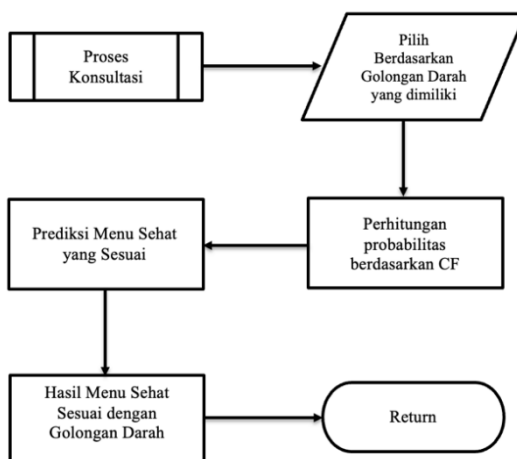 Proses
Konsultasi
Pilih
Berdasarkan
Golongan Darah
yang dimiliki
Perhitungan
probabilitas
berdasarkan CF
Prediksi Menu Sehat
yang Sesuai
Hasil Menu Sehat
Sesuai dengan
Golongan Darah
Return